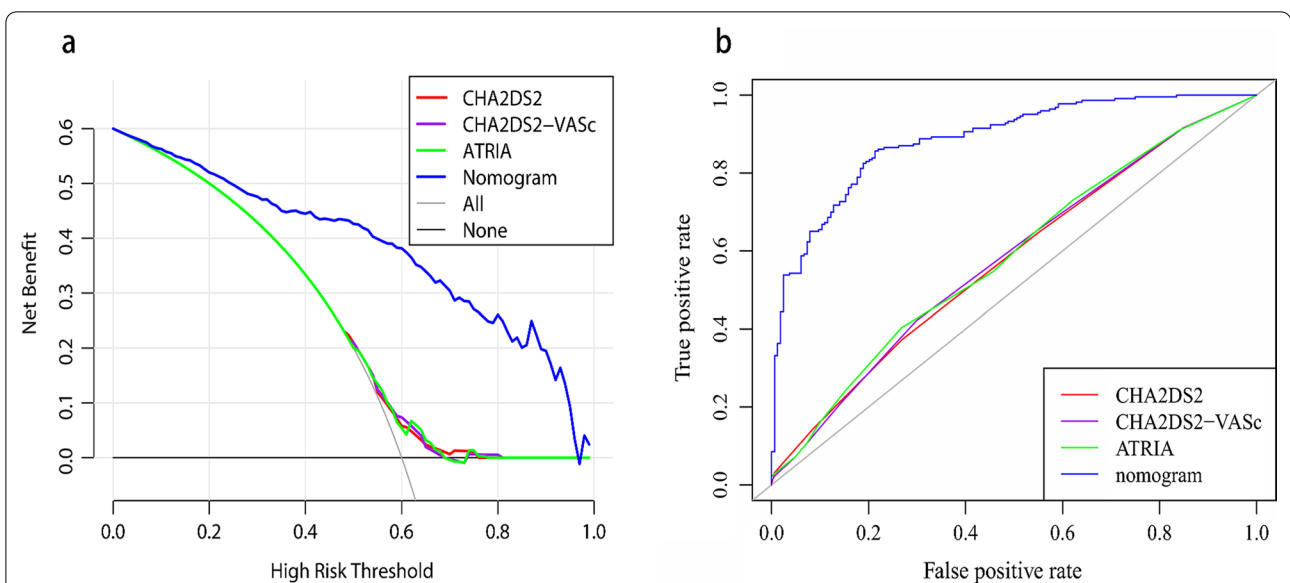 a
CHA2DS2
CHA2DS2−VASc
ATRIA
Nomogram
All
None
Net Benefit
0.6
0.5
0.4
0.3
0.2
0.1
0.0
0.0 0.2 0.4 0.6 0.8 1.0
High Risk Threshold
b
True positive rate
1.0
0.8
0.6
0.4
0.2
0.0
CHA2DS2
CHA2DS2−VASc
ATRIA
nomogram
0.0 0.2 0.4 0.6 0.8 1.0
False positive rate